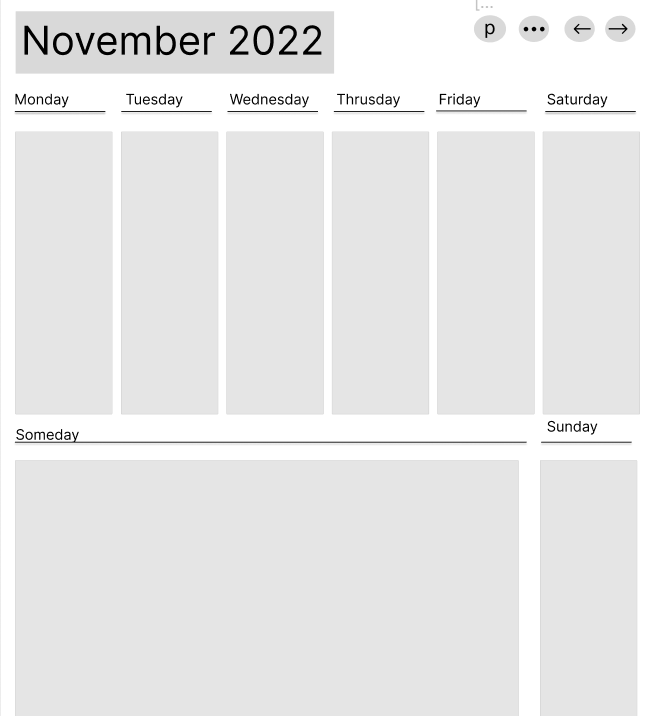 [...
November 2022
p ••• ← →
Monday Tuesday Wednesday Thrusday Friday Saturday
Someday Sunday